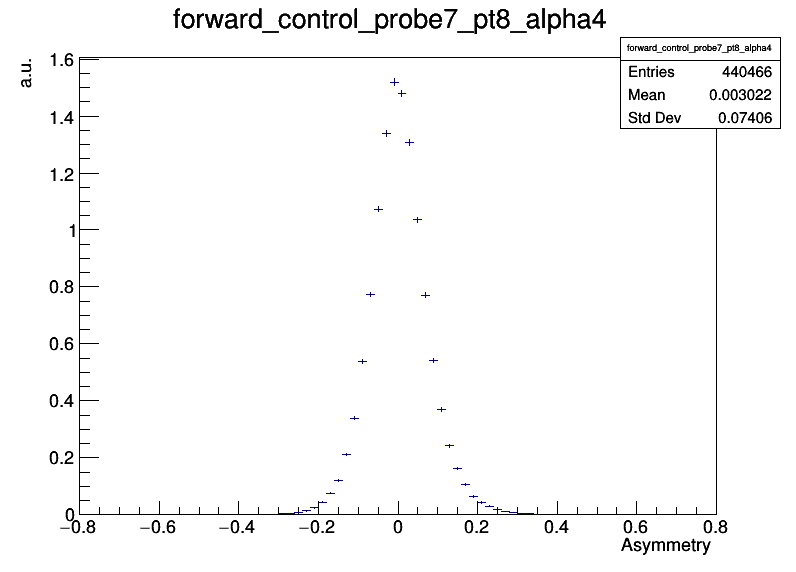 forward_control_probe7_pt8_alpha4
forward_control_probe7_pt8_alpha4
Entries 440466
Mean 0.003022
Std Dev 0.07406
a.u.
1.6
1.4
1.2
1
0.8
0.6
0.4
0.2
0
−0.8 −0.6 −0.4 −0.2 0 0.2 0.4 0.6 0.8
Asymmetry